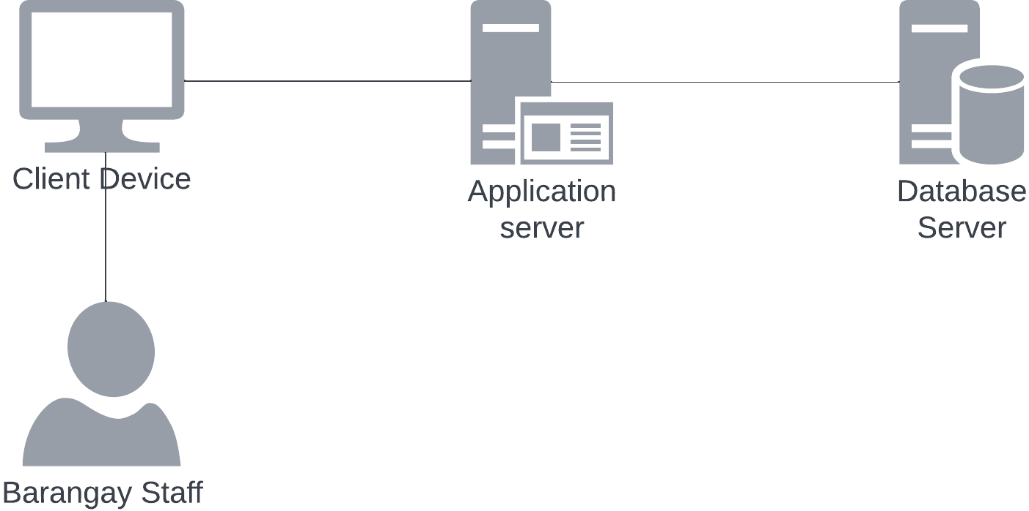 Client Device
Application
server
Database
Server
Barangay Staff